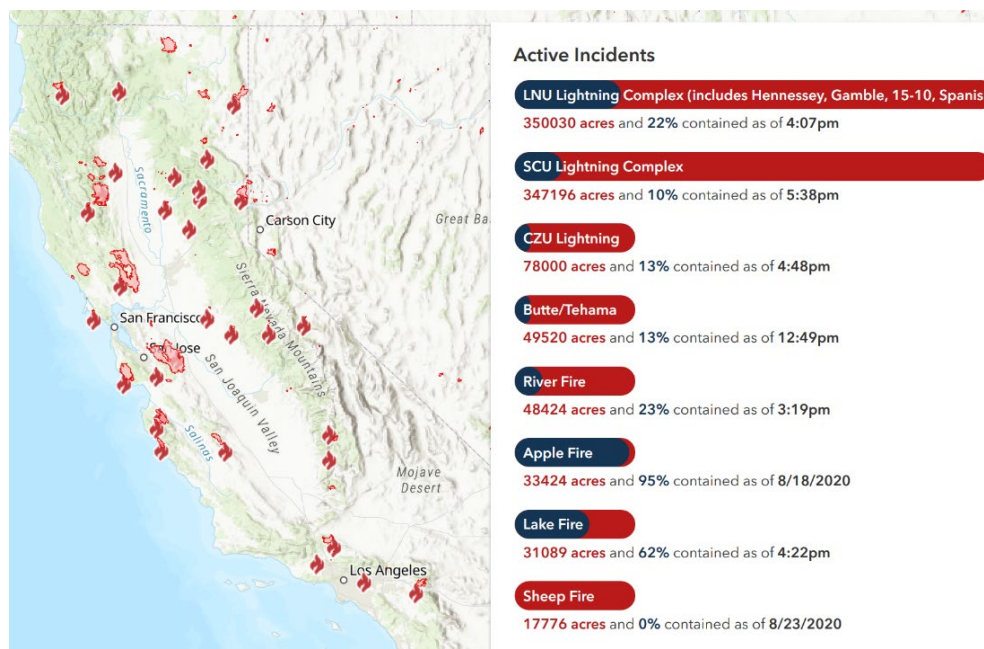 Active Incidents
LNU Lightning Complex (includes Hennessey, Gamble, 15-10, Spanis
350030 acres and 22% contained as of 4:07pm
SCU Lightning Complex
347196 acres and 10% contained as of 5:38pm
CZU Lightning
78000 acres and 13% contained as of 4:48pm
Butte/Tehama
49520 acres and 13% contained as of 12:49pm
River Fire
48424 acres and 23% contained as of 3:19pm
Apple Fire
33424 acres and 95% contained as of 8/18/2020
Lake Fire
31089 acres and 62% contained as of 4:22pm
Sheep Fire
17776 acres and 0% contained as of 8/23/2020
Sacramento
Carson City
Great Ba
Sierra Nevada Mountains
San Francisco
San Jose
San Joaquin Valley
Salinas
Mojave
Desert
Los Angeles